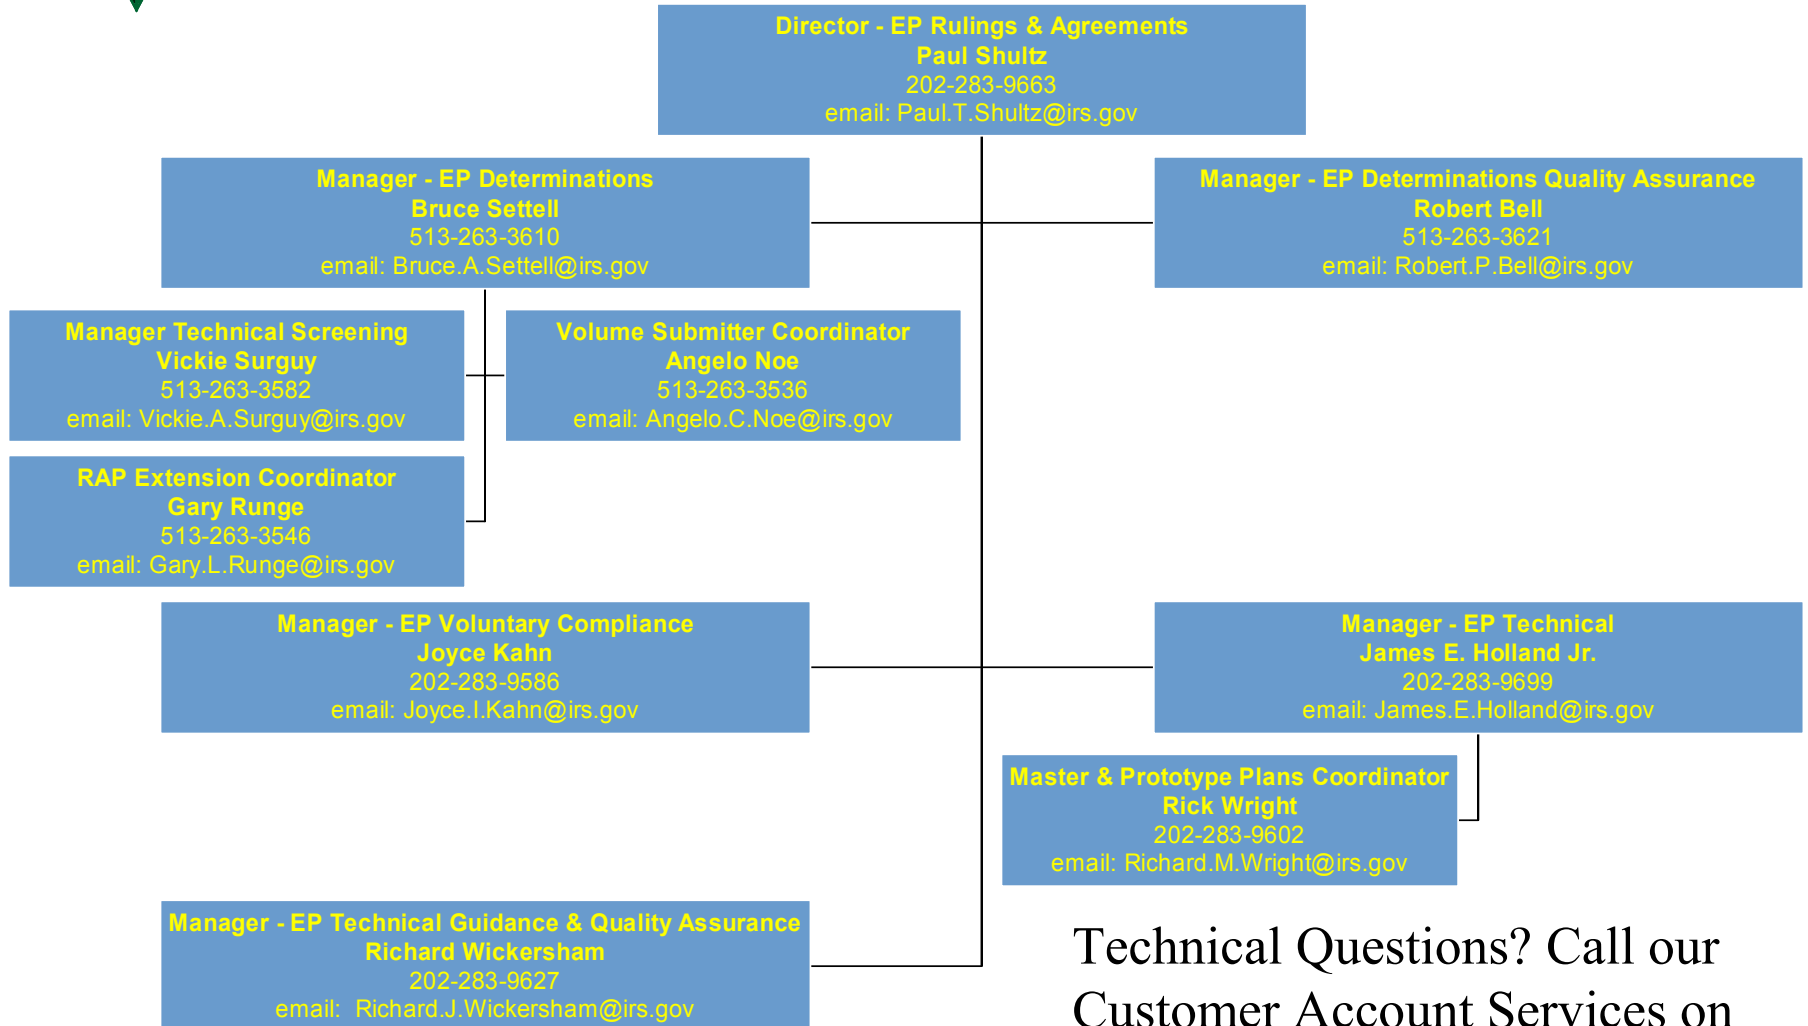 Director - EP Rulings & Agreements
Paul Shultz
202-283-9663
email: Paul.T.Shultz@irs.gov
Manager - EP Determinations
Bruce Settell
513-263-3610
email: Bruce.A.Settell@irs.gov
Manager - EP Determinations Quality Assurance
Robert Bell
513-263-3621
email: Robert.P.Bell@irs.gov
Manager Technical Screening
Vickie Surguy
513-263-3582
email: Vickie.A.Surguy@irs.gov
Volume Submitter Coordinator
Angelo Noe
513-263-3536
email: Angelo.C.Noe@irs.gov
RAP Extension Coordinator
Gary Runge
513-263-3546
email: Gary.L.Runge@irs.gov
Manager - EP Voluntary Compliance
Joyce Kahn
202-283-9586
email: Joyce.I.Kahn@irs.gov
Manager - EP Technical
James E. Holland Jr.
202-283-9699
email: James.E.Holland@irs.gov
Master & Prototype Plans Coordinator
Rick Wright
202-283-9602
email: Richard.M.Wright@irs.gov
Manager - EP Technical Guidance & Quality Assurance
Richard Wickersham
202-283-9627
email: Richard.J.Wickersham@irs.gov
Technical Questions? Call our
Customer Account Services on